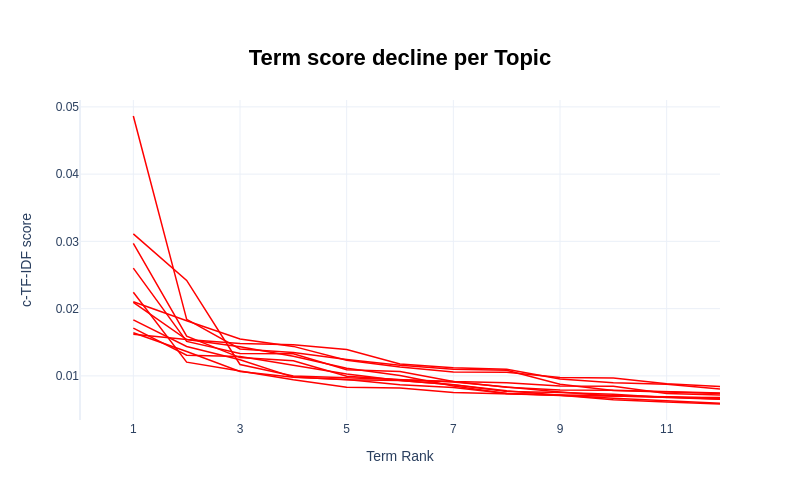 Term score decline per Topic
0.05
0.04
0.03
0.02
0.01
c-TF-IDF score
1 3 5 7 9 11
Term Rank